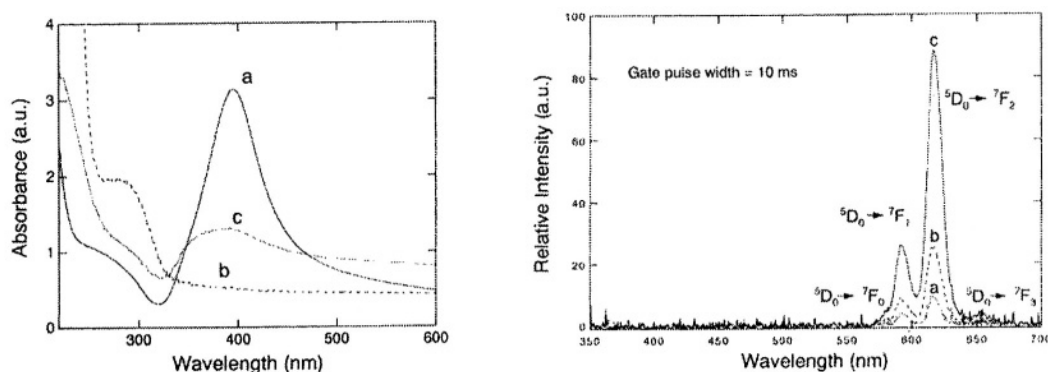 Absorbance (a.u.)
4
3
2
1
0
a
c
b
300
400
500
600
Wavelength (nm)
Relative Intensity (a.u.)
100
80
60
40
20
0
Gate pulse width = 10 ms
c
⁵D₀ → ⁷F₂
⁵D₀ → ⁷F₁
b
⁵D₀ → ⁷F₀
a
⁵D₀ → ⁷F₃
350
400
450
500
550
600
650
700
Wavelength (nm)